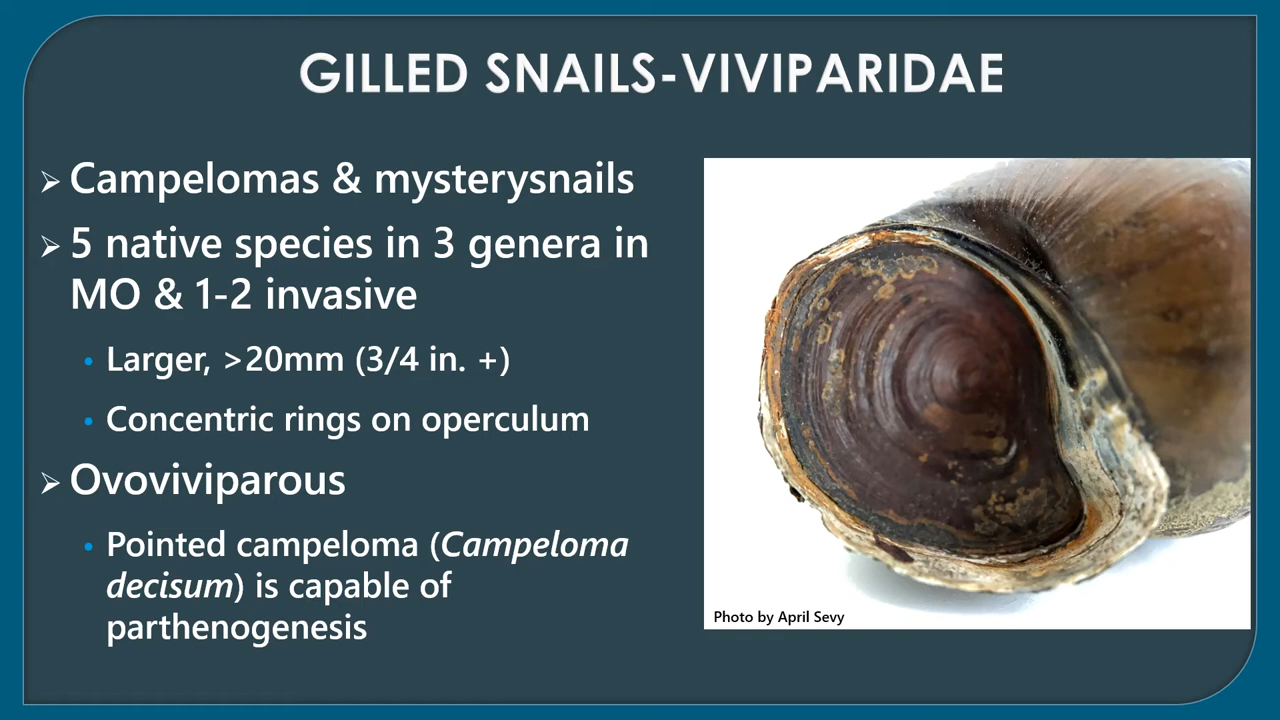 GILLED SNAILS-VIVIPARIDAE
Campelomas & mysterysnails
5 native species in 3 genera in
MO & 1-2 invasive
Larger, >20mm (3/4 in. +)
Concentric rings on operculum
Ovoviviparous
Pointed campeloma (Campeloma
decisum) is capable of
parthenogenesis
Photo by April Sevy